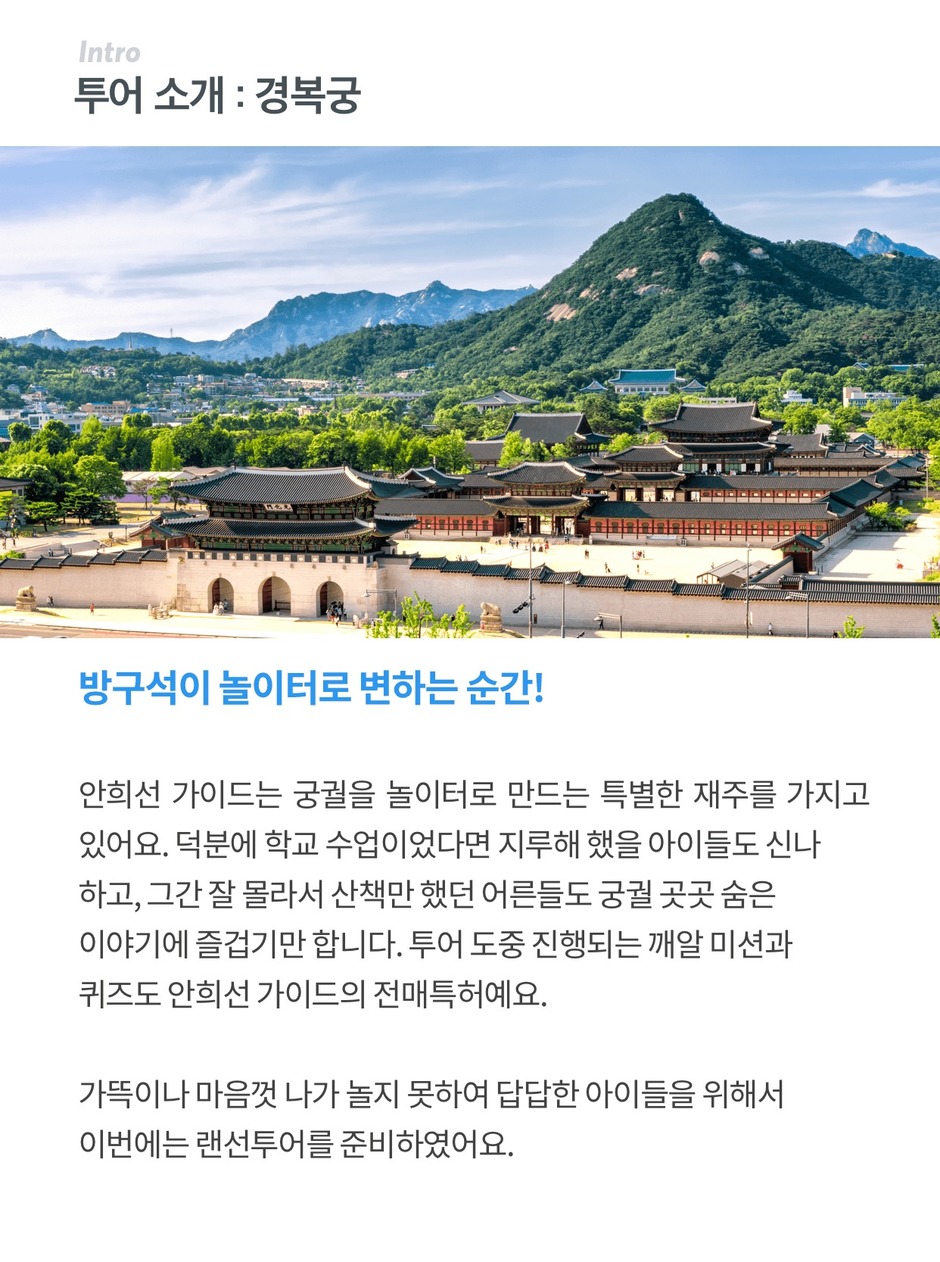 Intro
투어 소개 : 경복궁
방구석이 놀이터로 변하는 순간!
안희선 가이드는 궁궐을 놀이터로 만드는 특별한 재주를 가지고
있어요. 덕분에 학교 수업이었다면 지루해 했을 아이들도 신나
하고, 그간 잘 몰라서 산책만 했던 어른들도 궁궐 곳곳 숨은
이야기에 즐겁기만 합니다. 투어 도중 진행되는 깨알 미션과
퀴즈도 안희선 가이드의 전매특허예요.
가뜩이나 마음껏 나가 놀지 못하여 답답한 아이들을 위해서
이번에는 랜선투어를 준비하였어요.